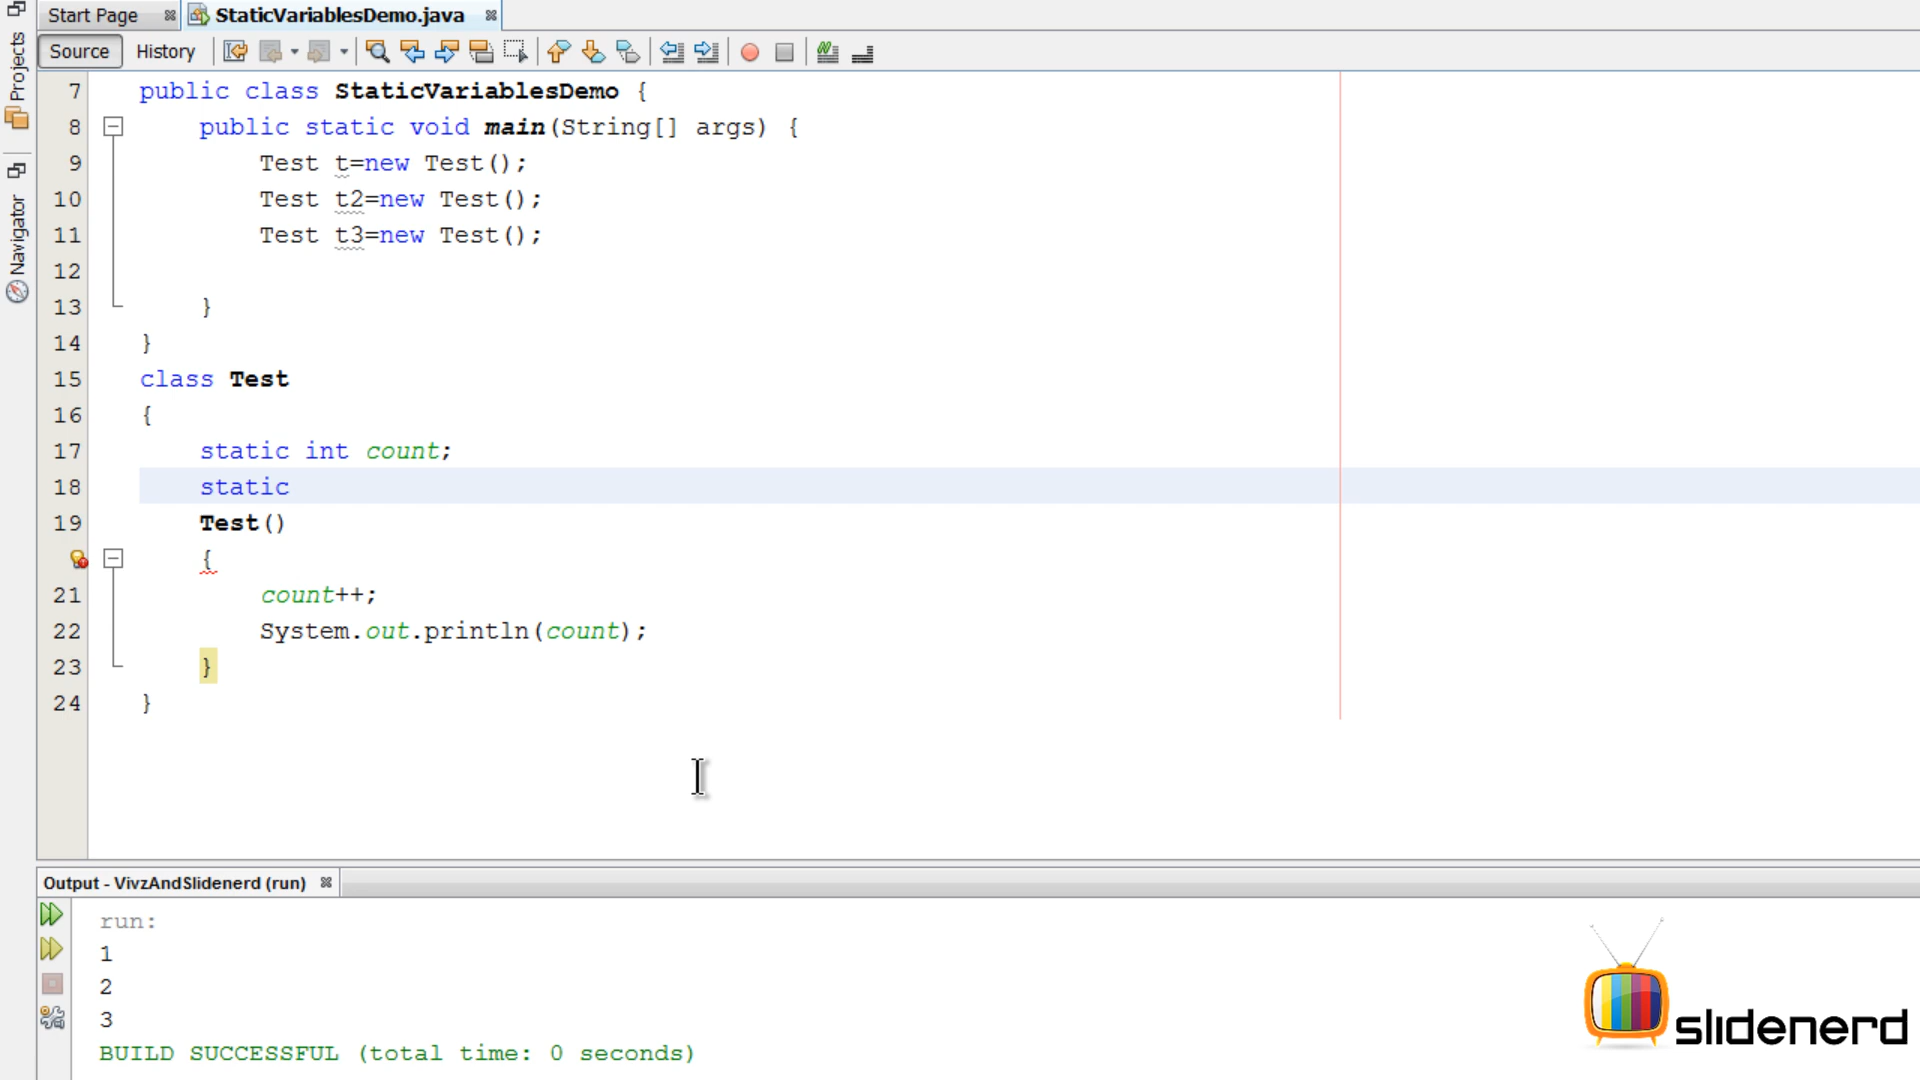 Start Page
StaticVariablesDemo.java
Source
History
Projects
Navigator
7 public class StaticVariablesDemo {
8 public static void main(String[] args) {
9 Test t=new Test();
10 Test t2=new Test();
11 Test t3=new Test();
12
13 }
14 }
15 class Test
16 {
17 static int count;
18 static
19 Test()
{
21 count++;
22 System.out.println(count);
23 }
24 }
Output - VivzAndSlidenerd (run)
run:
1
2
3
BUILD SUCCESSFUL (total time: 0 seconds)
slidenerd